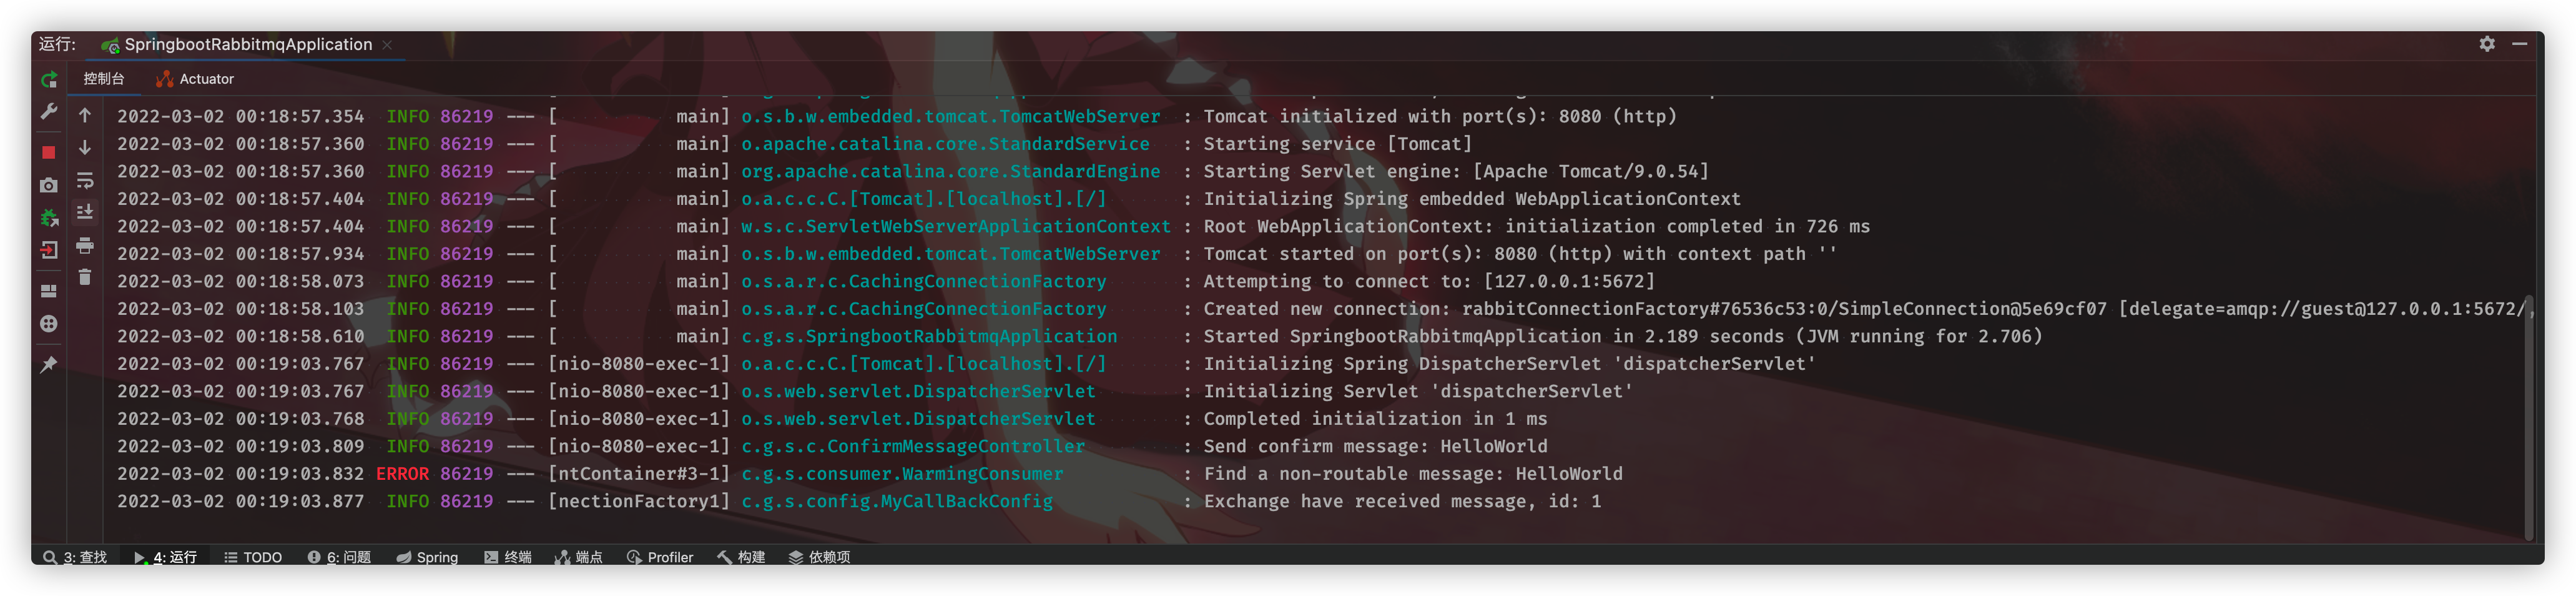 运行: SpringbootRabbitmqApplication ×
控制台 Actuator
2022-03-02 00:18:57.354 INFO 86219 --- [ main] o.s.b.w.embedded.tomcat.TomcatWebServer : Tomcat initialized with port(s): 8080 (http)
2022-03-02 00:18:57.360 INFO 86219 --- [ main] o.apache.catalina.core.StandardService : Starting service [Tomcat]
2022-03-02 00:18:57.360 INFO 86219 --- [ main] org.apache.catalina.core.StandardEngine : Starting Servlet engine: [Apache Tomcat/9.0.54]
2022-03-02 00:18:57.404 INFO 86219 --- [ main] o.a.c.c.C.[Tomcat].[localhost].[/] : Initializing Spring embedded WebApplicationContext
2022-03-02 00:18:57.404 INFO 86219 --- [ main] w.s.c.ServletWebServerApplicationContext : Root WebApplicationContext: initialization completed in 726 ms
2022-03-02 00:18:57.934 INFO 86219 --- [ main] o.s.b.w.embedded.tomcat.TomcatWebServer : Tomcat started on port(s): 8080 (http) with context path ''
2022-03-02 00:18:58.073 INFO 86219 --- [ main] o.s.a.r.c.CachingConnectionFactory : Attempting to connect to: [127.0.0.1:5672]
2022-03-02 00:18:58.103 INFO 86219 --- [ main] o.s.a.r.c.CachingConnectionFactory : Created new connection: rabbitConnectionFactory#76536c53:0/SimpleConnection@5e69cf07 [delegate=amqp://guest@127.0.0.1:5672/,
2022-03-02 00:18:58.610 INFO 86219 --- [ main] c.g.s.SpringbootRabbitmqApplication : Started SpringbootRabbitmqApplication in 2.189 seconds (JVM running for 2.706)
2022-03-02 00:19:03.767 INFO 86219 --- [nio-8080-exec-1] o.a.c.c.C.[Tomcat].[localhost].[/] : Initializing Spring DispatcherServlet 'dispatcherServlet'
2022-03-02 00:19:03.767 INFO 86219 --- [nio-8080-exec-1] o.s.web.servlet.DispatcherServlet : Initializing Servlet 'dispatcherServlet'
2022-03-02 00:19:03.768 INFO 86219 --- [nio-8080-exec-1] o.s.web.servlet.DispatcherServlet : Completed initialization in 1 ms
2022-03-02 00:19:03.809 INFO 86219 --- [nio-8080-exec-1] c.g.s.c.ConfirmMessageController : Send confirm message: HelloWorld
2022-03-02 00:19:03.832 ERROR 86219 --- [ntContainer#3-1] c.g.s.consumer.WarmingConsumer : Find a non-routable message: HelloWorld
2022-03-02 00:19:03.877 INFO 86219 --- [nectionFactory1] c.g.s.config.MyCallBackConfig : Exchange have received message, id: 1
3: 查找 4: 运行 TODO 6: 问题 Spring 终端 端点 Profiler 构建 依赖项